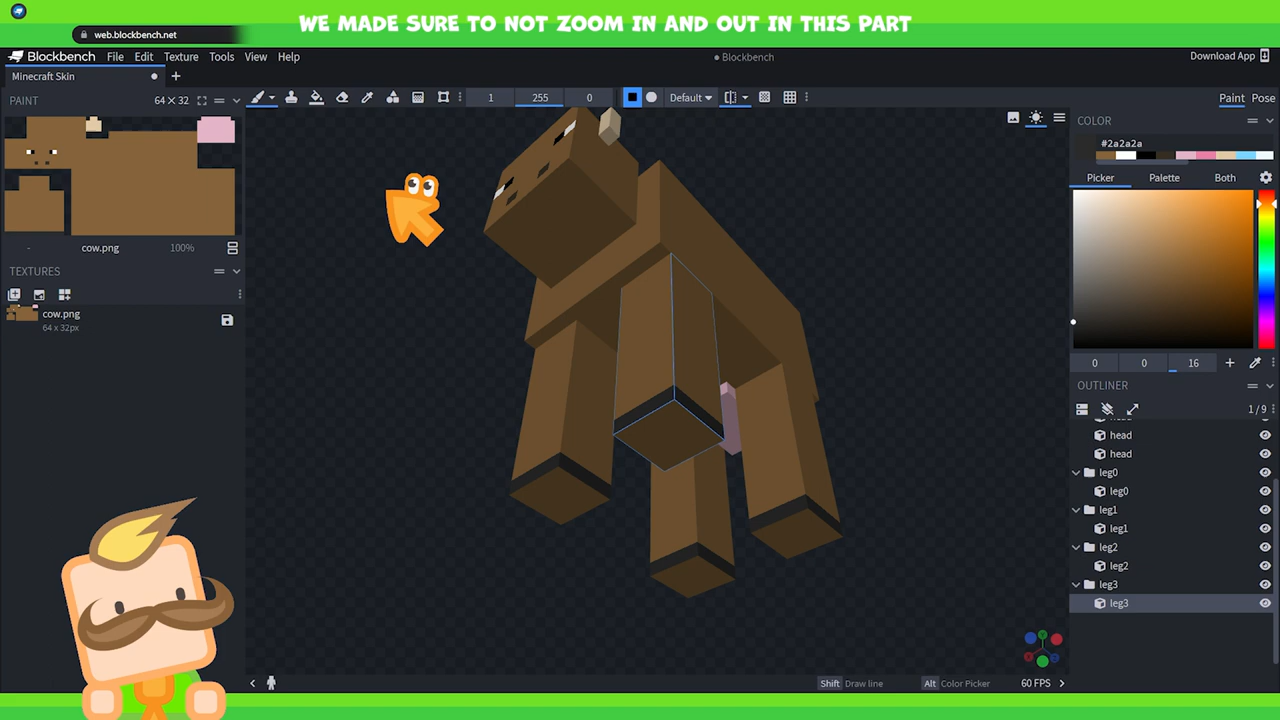 WE MADE SURE TO NOT ZOOM IN AND OUT IN THIS PART
web.blockbench.net
Blockbench File Edit Texture Tools View Help
Blockbench
Download App
Minecraft Skin
PAINT 64 × 32
1 255 0 Default
Paint Pose
COLOR
#2a2a2a
Picker Palette Both
- cow.png 100%
TEXTURES
cow.png
64 x 32px
0 0 16
OUTLINER
1/9
head
head
leg0
leg0
leg1
leg1
leg2
leg2
leg3
leg3
Shift Draw line Alt Color Picker 60 FPS